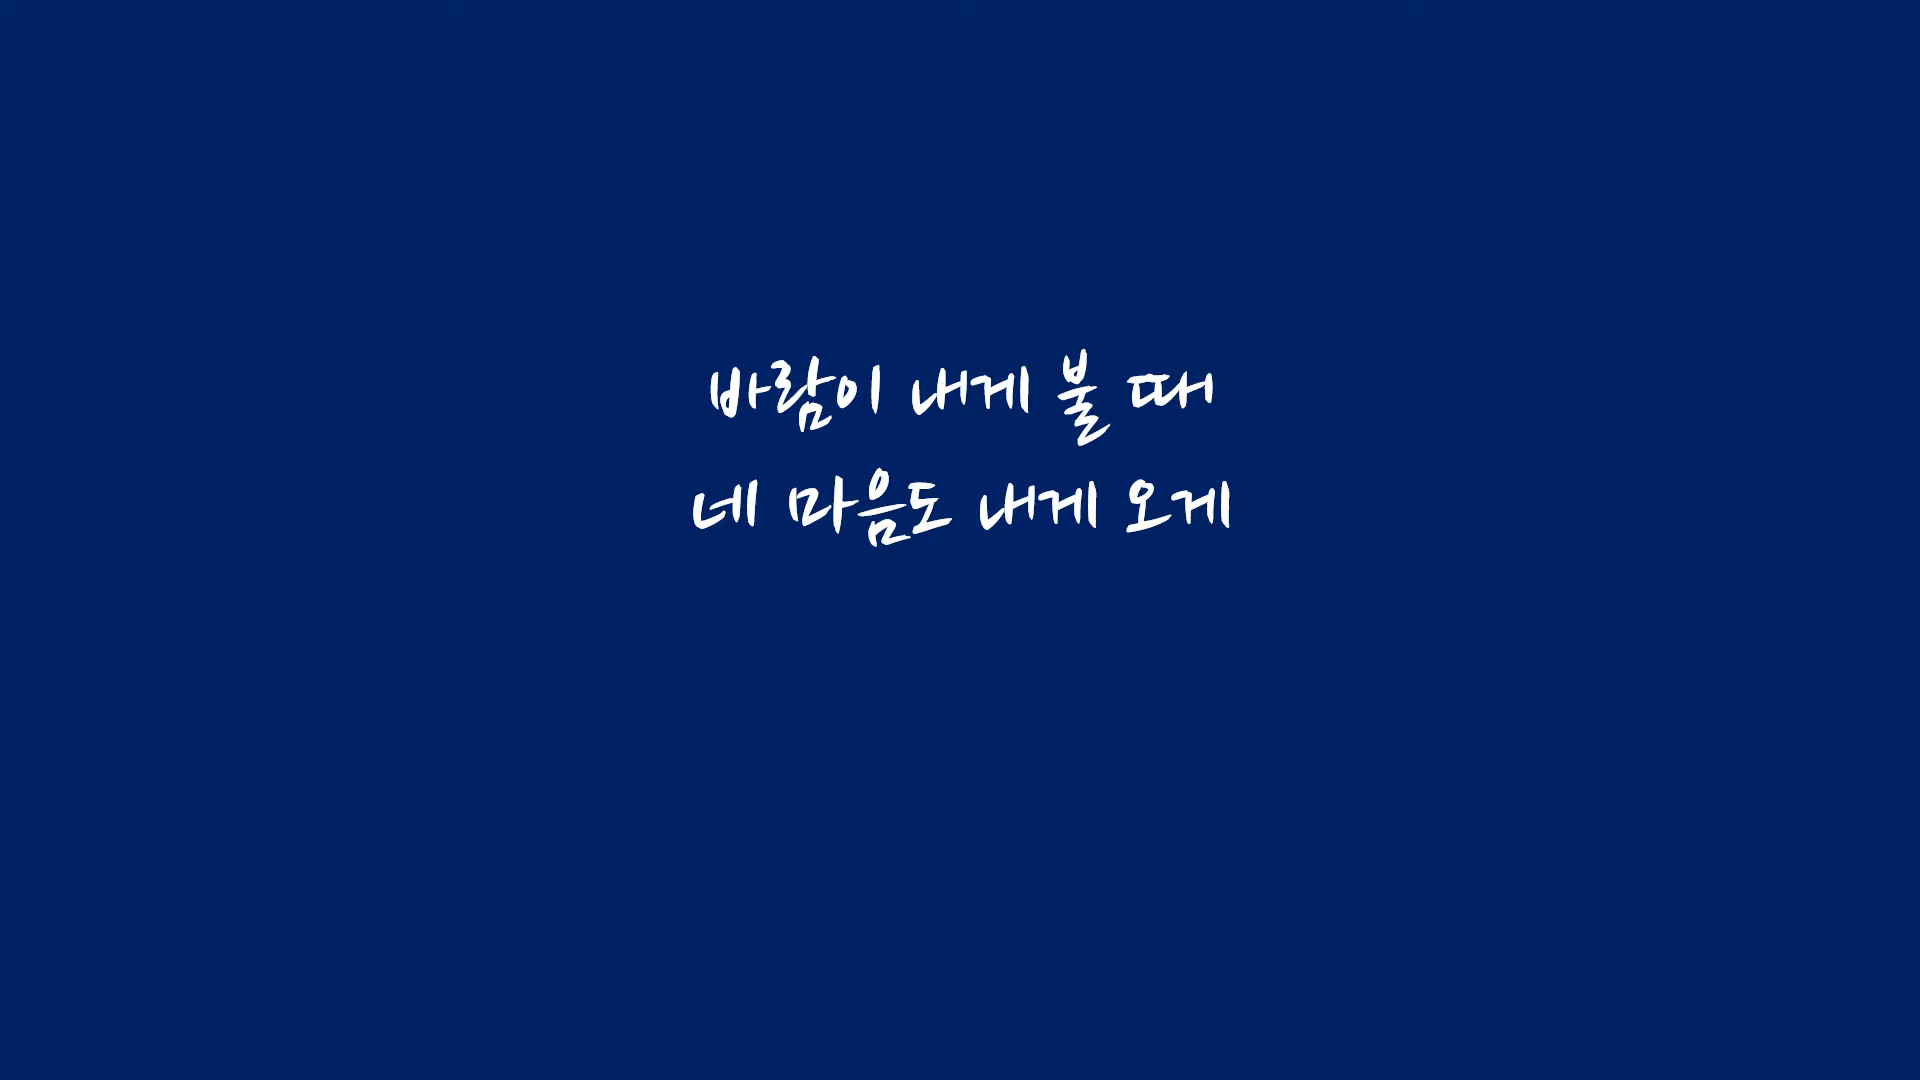 바람이 내게 불 때
네 마음도 내게 오게